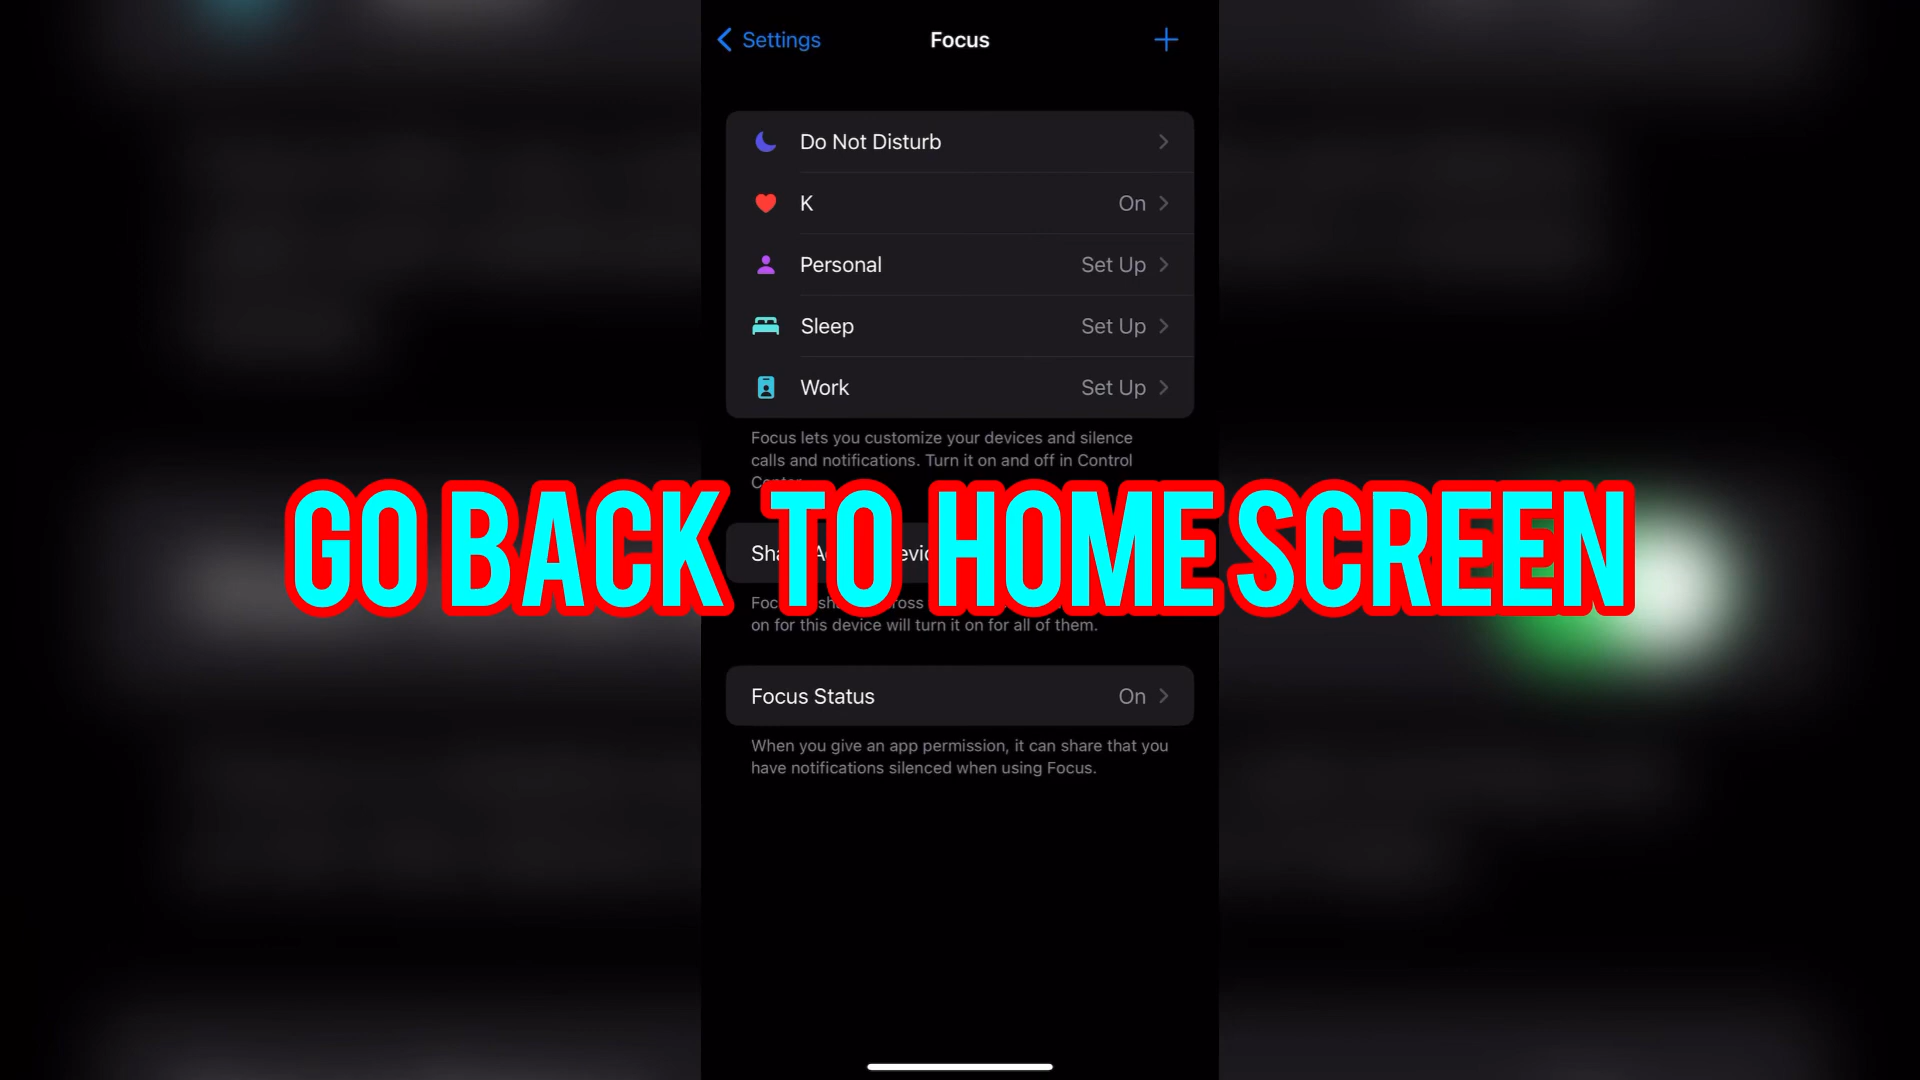 Settings
Focus
Do Not Disturb
K
On
Personal
Set Up
Sleep
Set Up
Work
Set Up
Focus lets you customize your devices and silence
calls and notifications. Turn it on and off in Control
GO BACK TO HOME SCREEN
on for this device will turn it on for all of them.
Focus Status
On
When you give an app permission, it can share that you
have notifications silenced when using Focus.